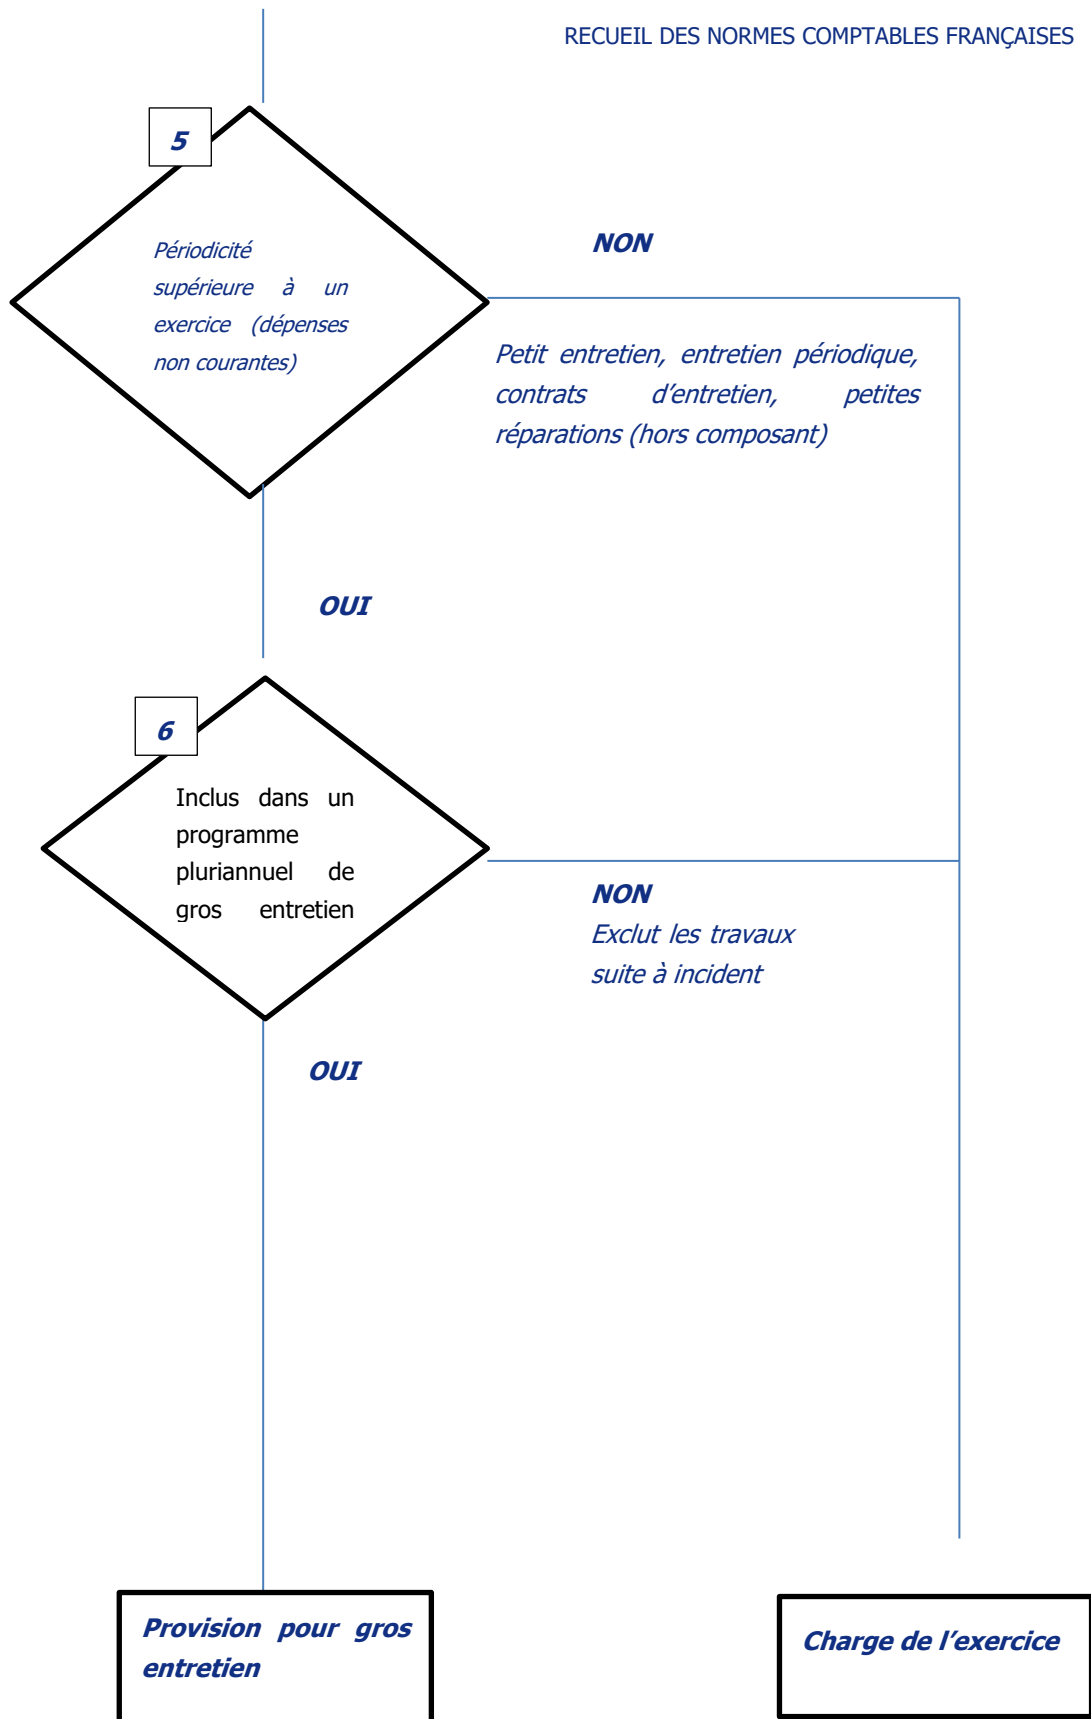 RECUEIL DES NORMES COMPTABLES FRANÇAISES
5
Périodicité
supérieure à un
exercice (dépenses
non courantes)
NON
Petit entretien, entretien périodique,
contrats d'entretien, petites
réparations (hors composant)
OUI
6
Inclus dans un
programme
pluriannuel de
gros entretien
NON
Exclut les travaux
suite à incident
OUI
Provision pour gros
entretien
Charge de l'exercice